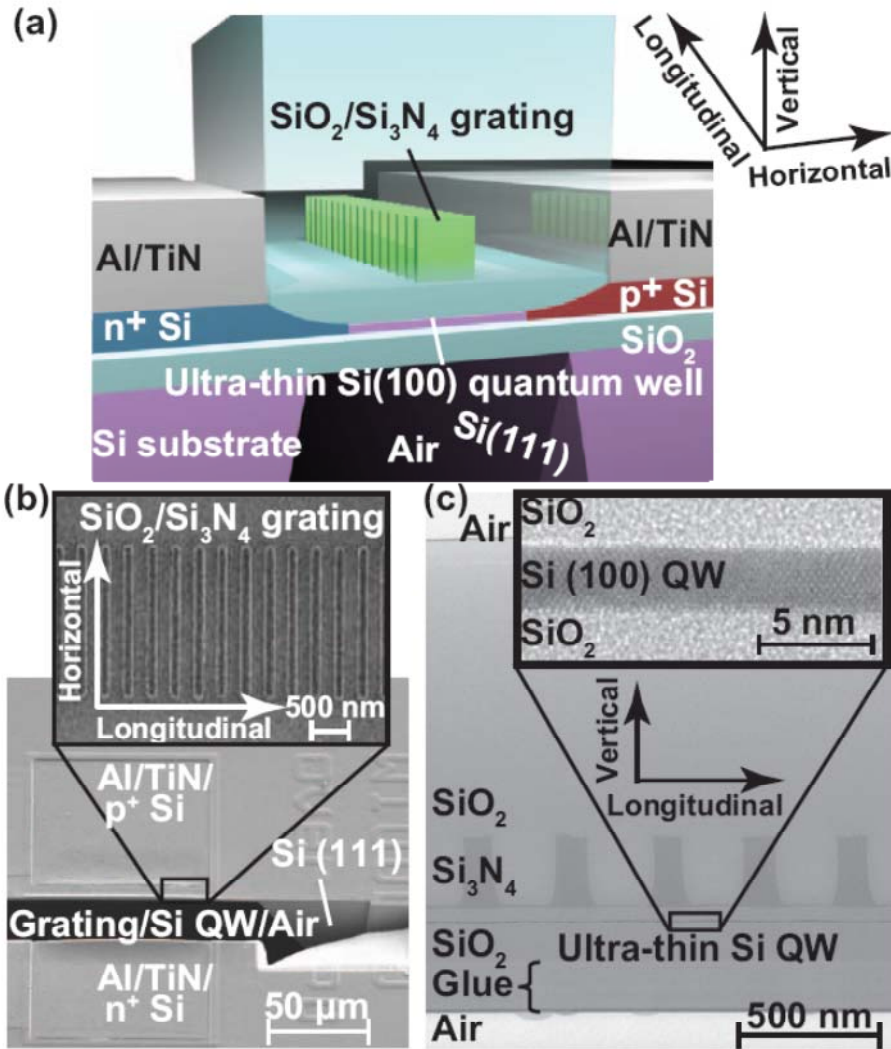 (a)
Longitudinal
Vertical
Horizontal
SiO₂/Si₃N₄ grating
Al/TiN
Al/TiN
n⁺ Si
p⁺ Si
SiO₂
Ultra-thin Si(100) quantum well
Si substrate
Air
Si(111)
(b)
SiO₂/Si₃N₄ grating
Horizontal
Longitudinal
500 nm
Al/TiN/
p⁺ Si
Si (111)
Grating/Si QW/Air
Al/TiN/
n⁺ Si
50 µm
(c)
Air
SiO₂
Si (100) QW
SiO₂
5 nm
Vertical
Longitudinal
SiO₂
Si₃N₄
SiO₂
Ultra-thin Si QW
Glue
Air
500 nm